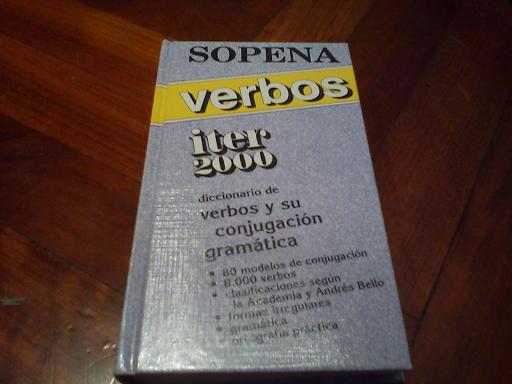 SOPENA
verbos
iter
2000
diccionario de
verbos y su
conjugación
gramática
• 80 modelos de conjugación
• 8.000 verbos
• clasificaciones según
la Academia y Andrés Bello
• formas irregulares
• gramática
• ortografía práctica